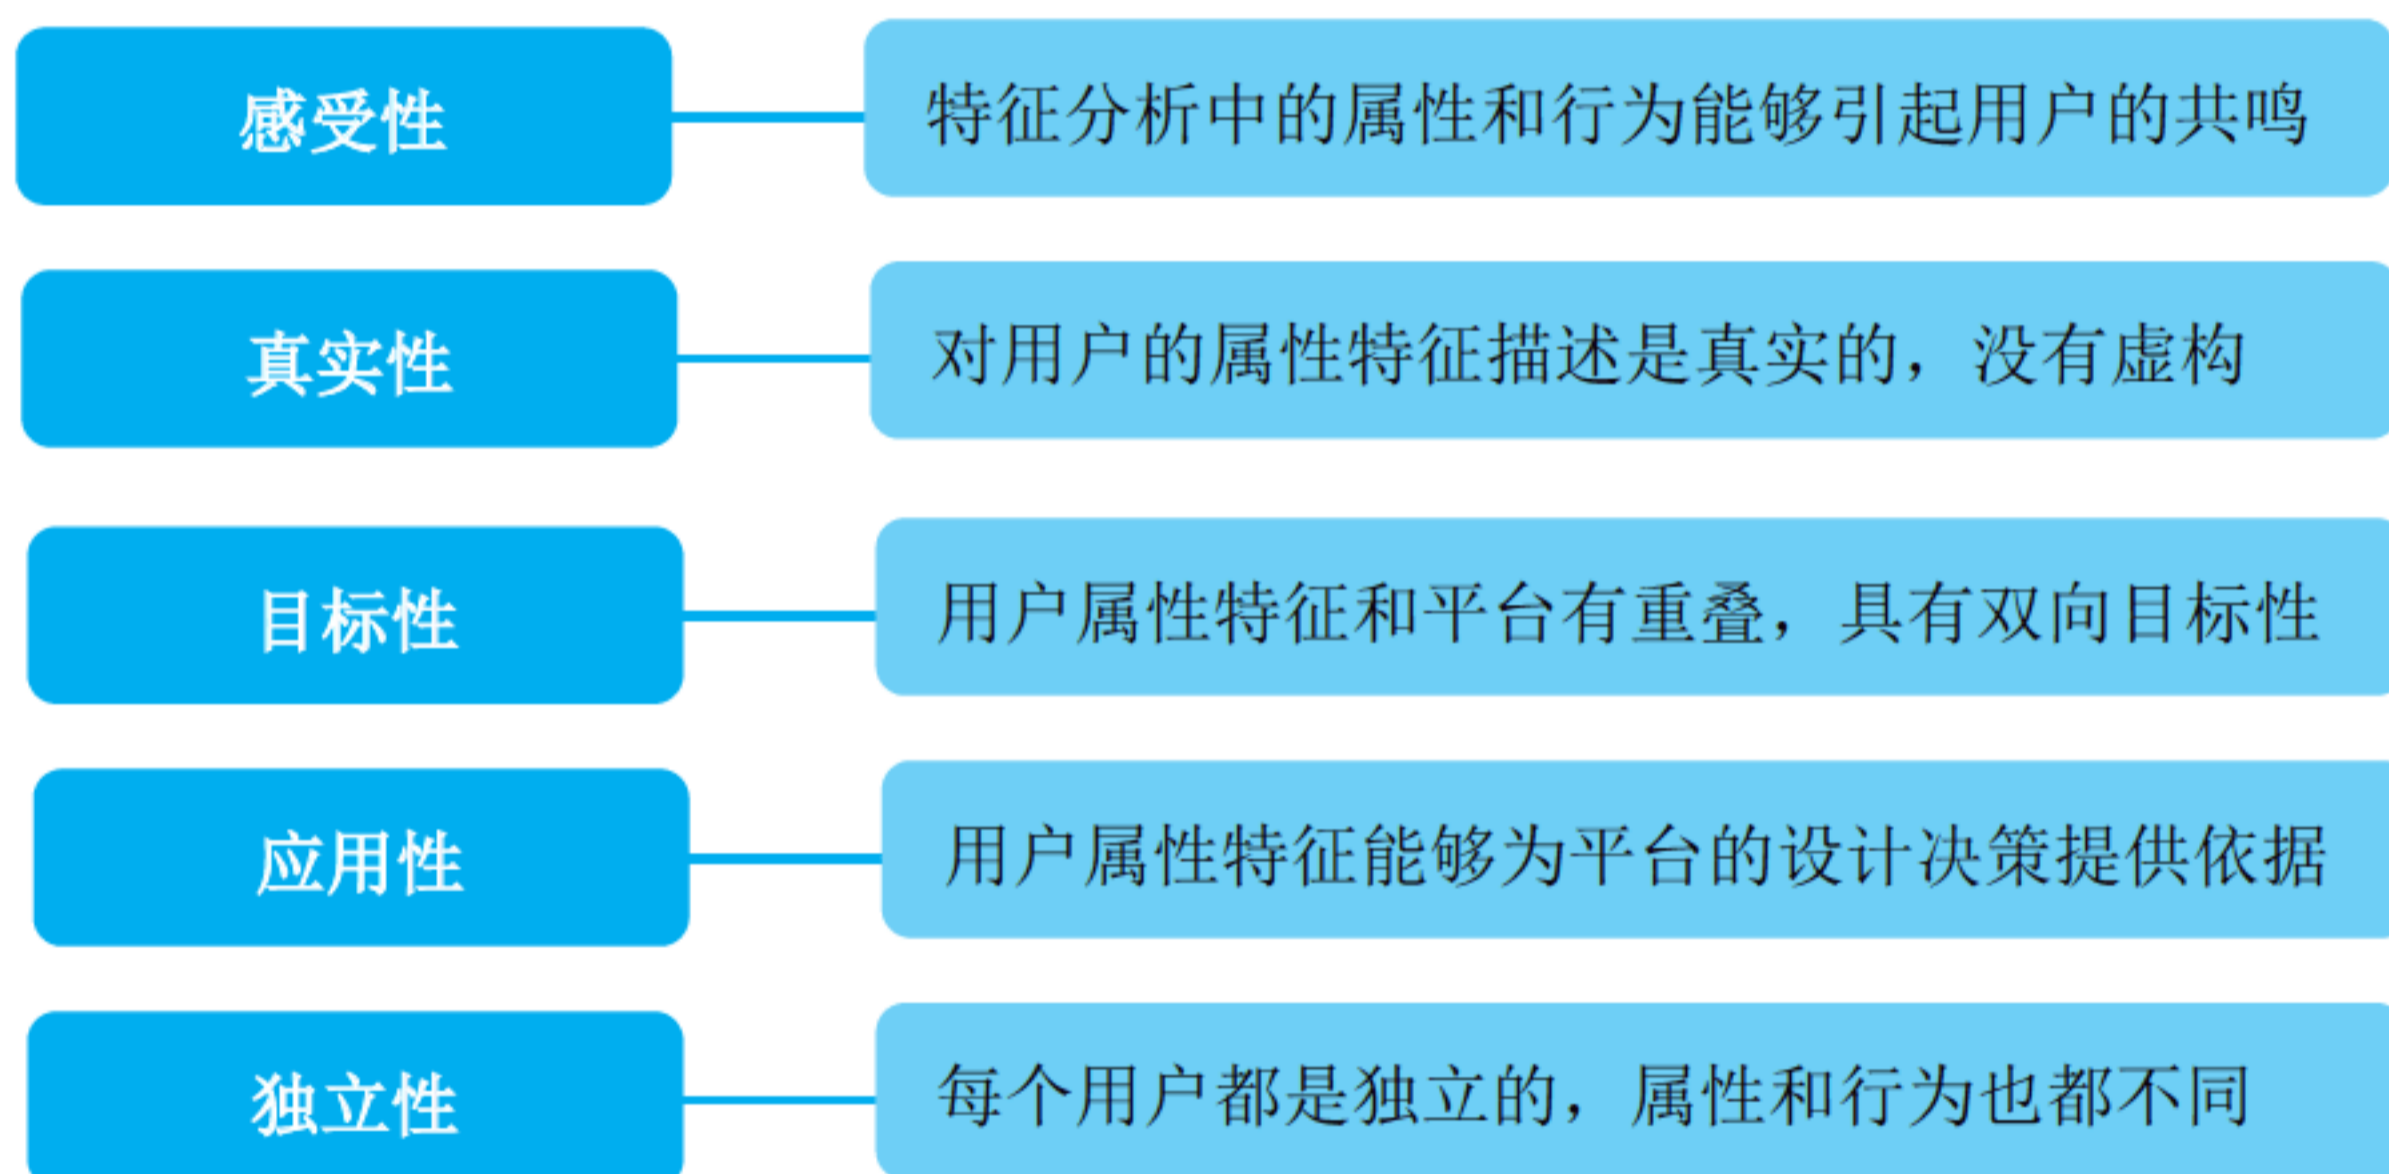 感受性
特征分析中的属性和行为能够引起用户的共鸣
真实性
对用户的属性特征描述是真实的，没有虚构
目标性
用户属性特征和平台有重叠，具有双向目标性
应用性
用户属性特征能够为平台的设计决策提供依据
独立性
每个用户都是独立的，属性和行为也都不同